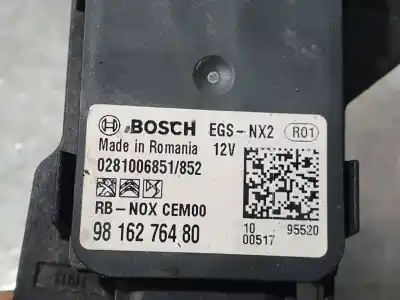 BOSCH EGS-NX2 R01
Made in Romania 12V
0281006851/852
RB-NOX CEM00
98 162 764 80
10 95520
00517